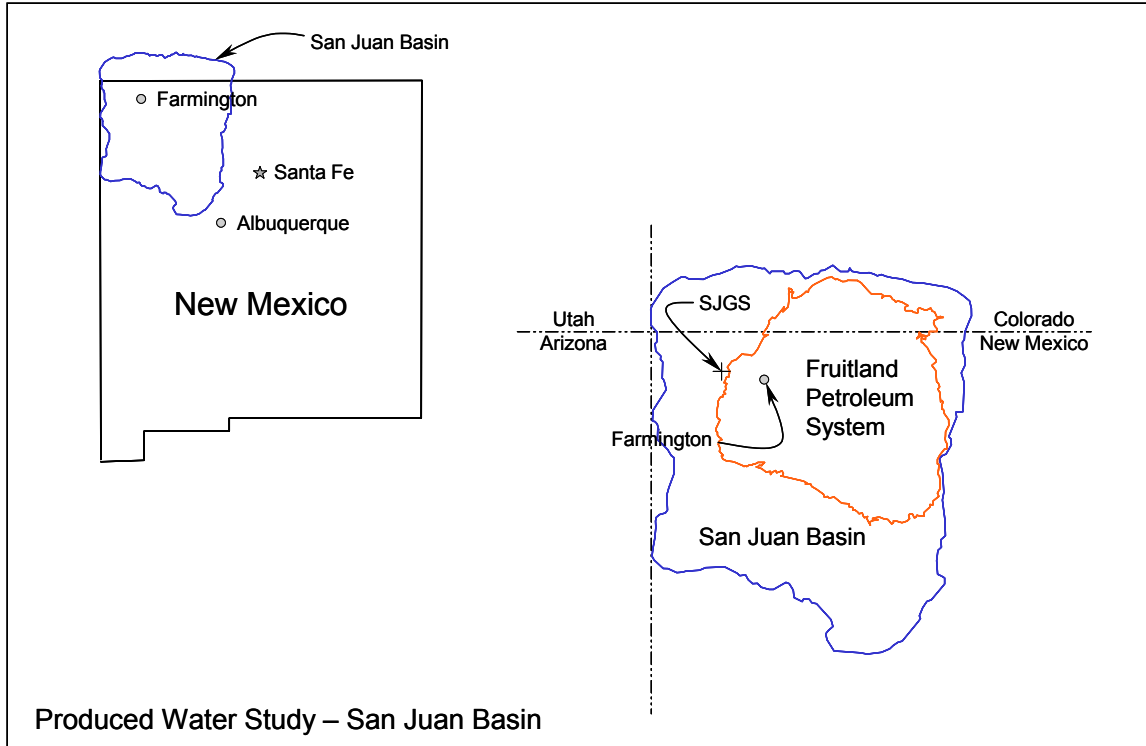 San Juan Basin
Farmington
Santa Fe
Albuquerque
New Mexico
SJGS
Utah
Arizona
Colorado
New Mexico
Fruitland
Petroleum
System
Farmington
San Juan Basin
Produced Water Study – San Juan Basin